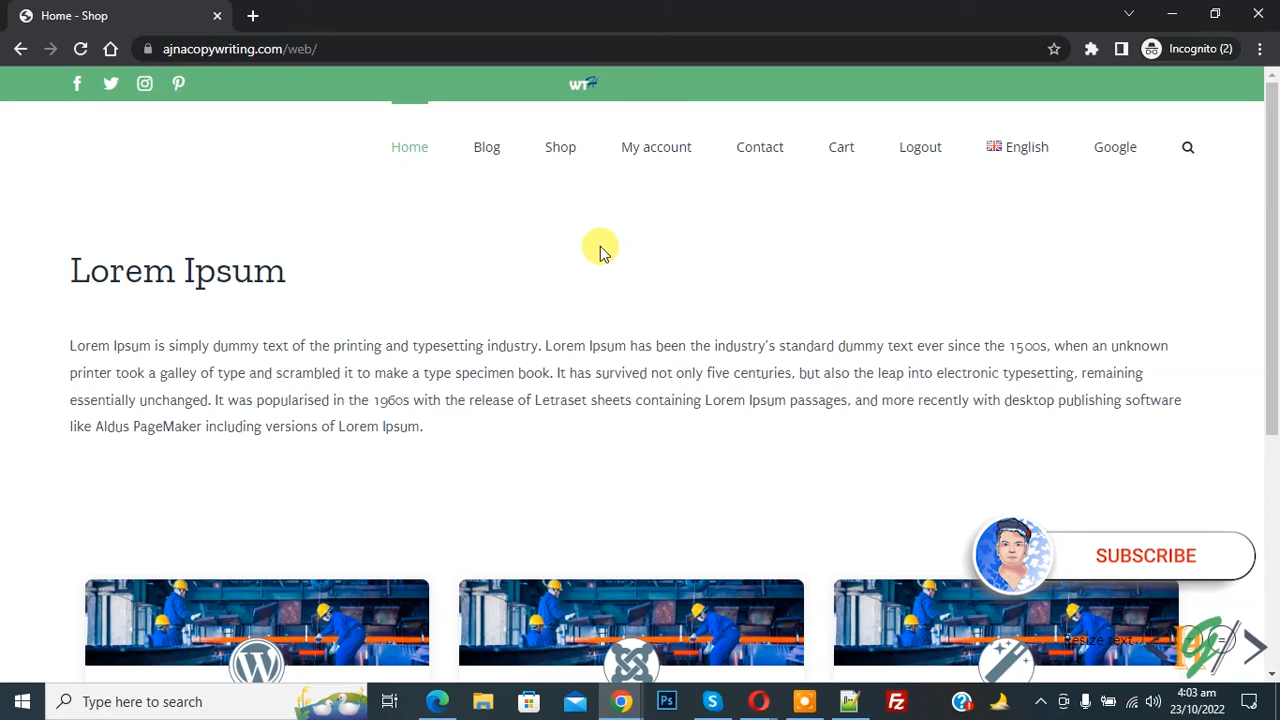 Home - Shop
ajnacopywriting.com/web/
Incognito (2)
WTH
Home Blog Shop My account Contact Cart Logout English Google
Lorem Ipsum
Lorem Ipsum is simply dummy text of the printing and typesetting industry. Lorem Ipsum has been the industry's standard dummy text ever since the 1500s, when an unknown
printer took a galley of type and scrambled it to make a type specimen book. It has survived not only five centuries, but also the leap into electronic typesetting, remaining
essentially unchanged. It was popularised in the 1960s with the release of Letraset sheets containing Lorem Ipsum passages, and more recently with desktop publishing software
like Aldus PageMaker including versions of Lorem Ipsum.
SUBSCRIBE
Resize text
Type here to search
Ps
Fz
4:03 am
23/10/2022